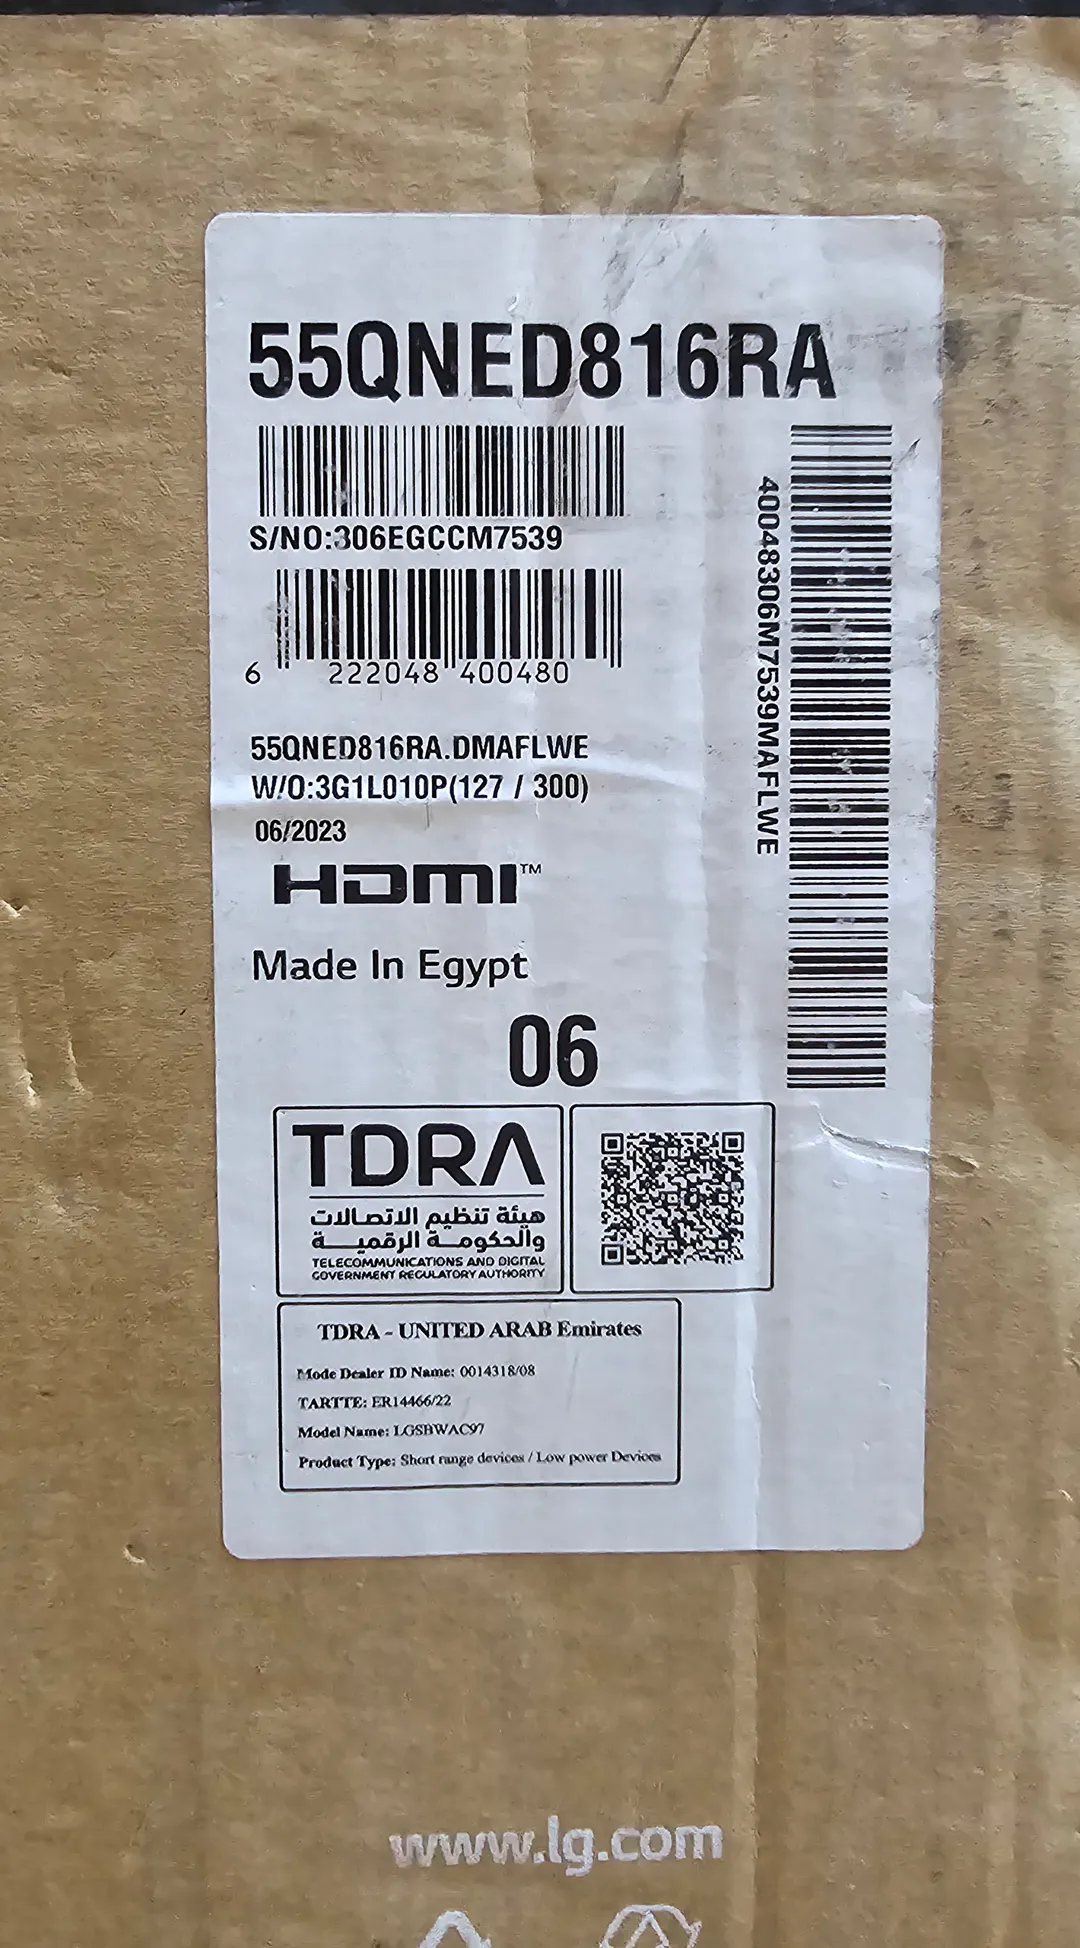 55QNED816RA
S/NO:306EGCCM7539
6 222048 400480
40048306M7539MAFLWE
55QNED816RA.DMAFLWE
W/O:3G1L010P(127 / 300)
06/2023
HDMI™
Made In Egypt
06
TDRA
هيئة تنظيم الاتصالات
والحكومة الرقمية
TELECOMMUNICATIONS AND DIGITAL
GOVERNMENT REGULATORY AUTHORITY
TDRA - UNITED ARAB Emirates
Mode Dealer ID Name: 0014318/08
TARTTE: ER14466/22
Model Name: LGSBWAC97
Product Type: Short range devices / Low power Devices
www.lg.com